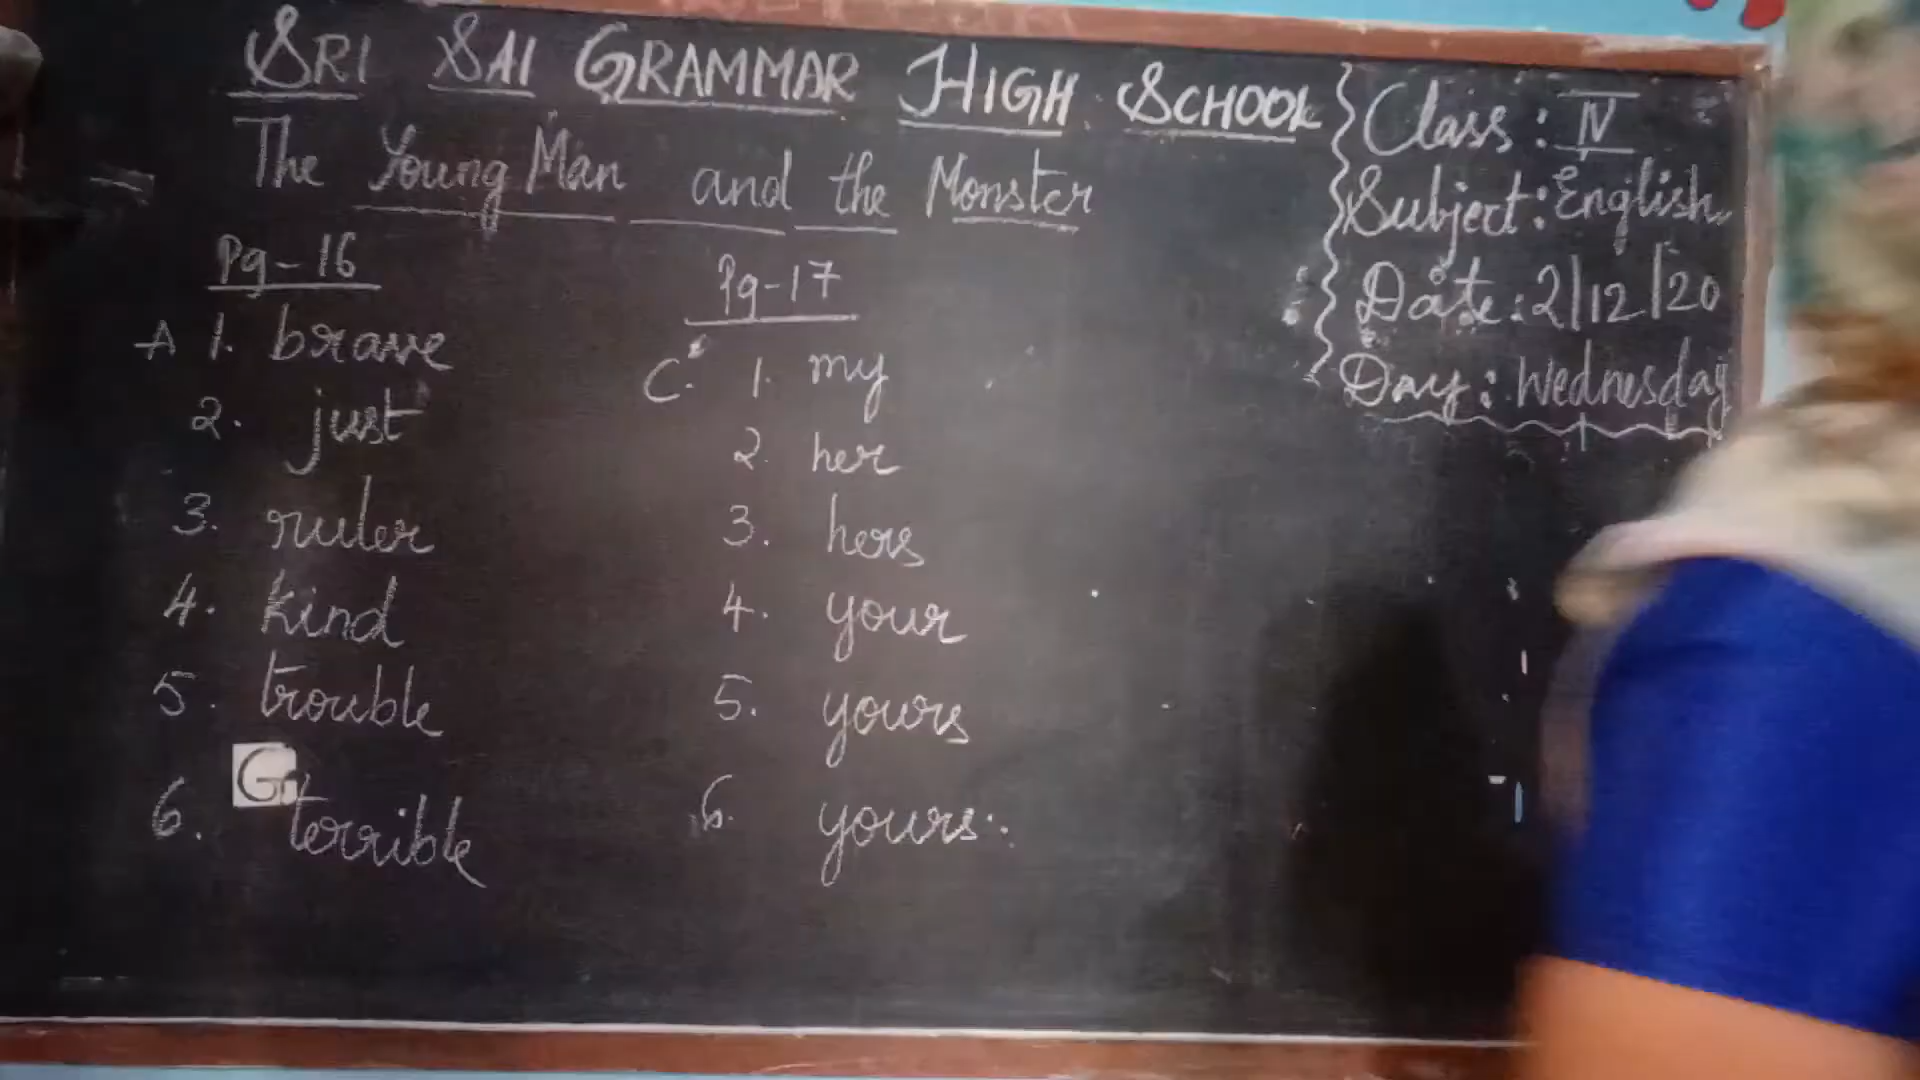 SRI SAI GRAMMAR HIGH SCHOOL
The Young Man and the Monster
Class : IV
Subject : English
Date : 2/12/20
Day : Wednesday
Pg - 16
A 1. brave
2. just
3. ruler
4. kind
5. trouble
6. terrible
G
Pg - 17
C. 1. my
2. her
3. hers
4. your
5. yours
6. yours.